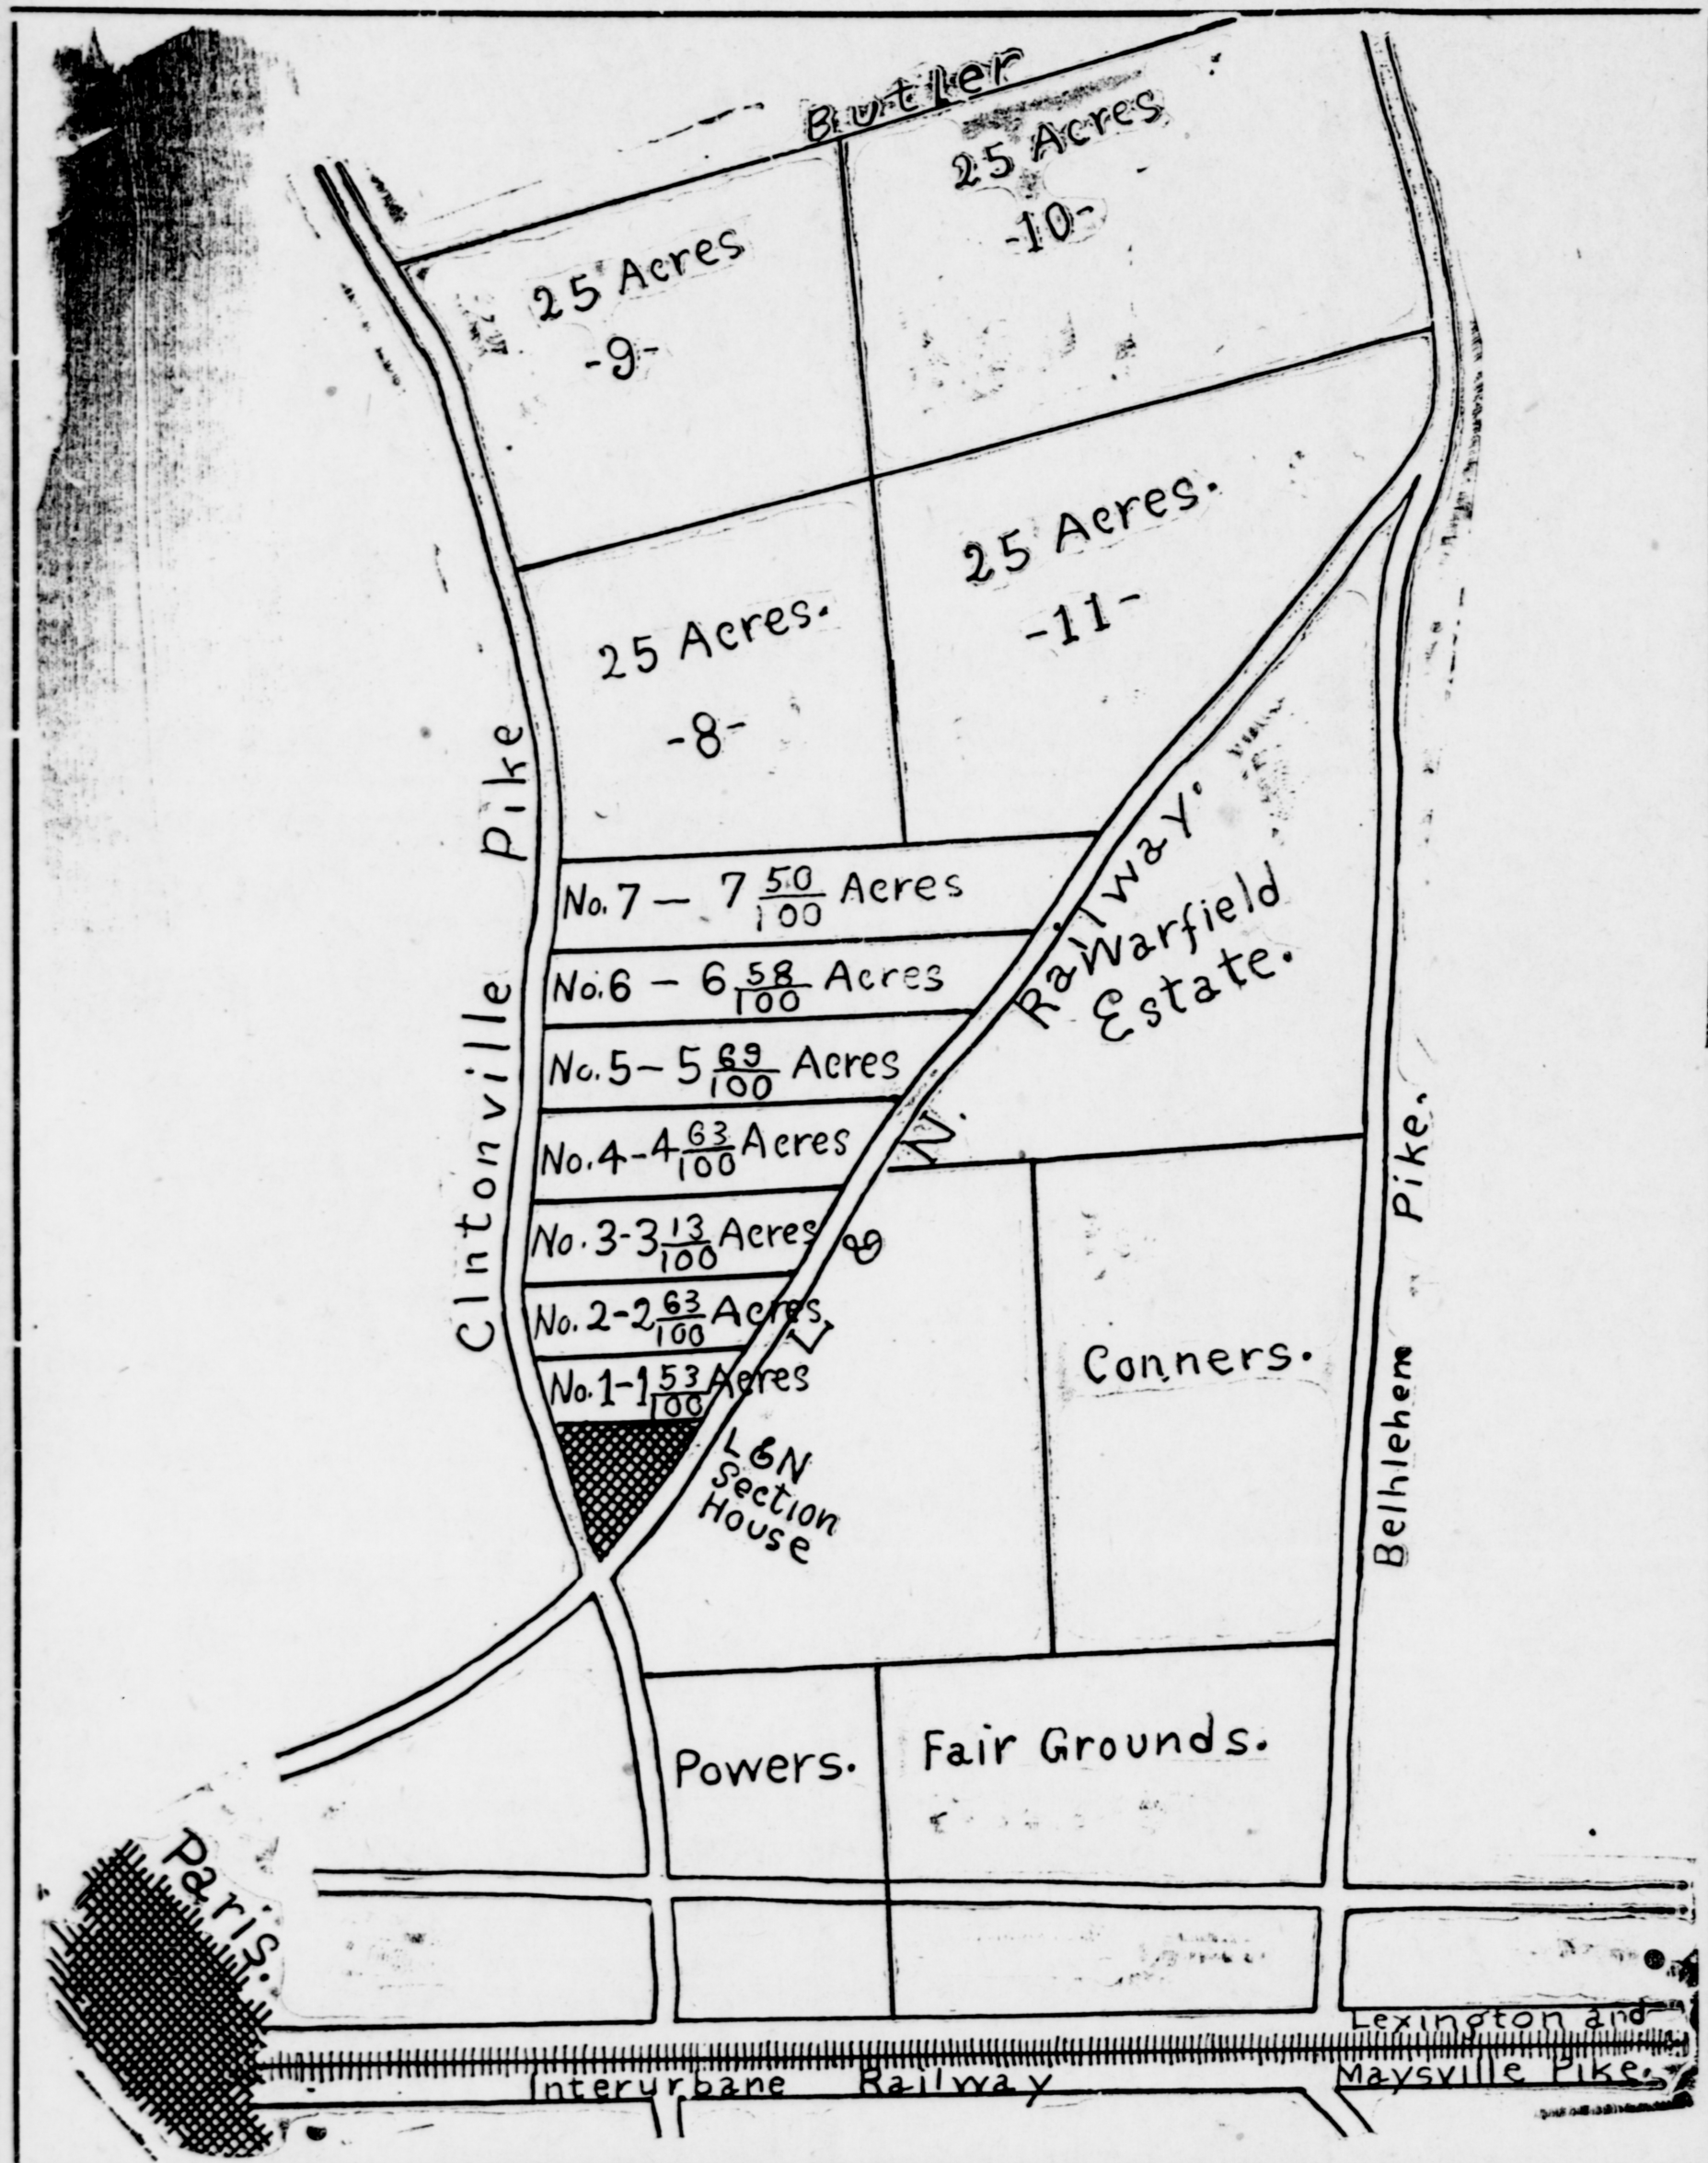 Butler
25 Acres
-10-
25 Acres
-9-
25 Acres.
-11-
25 Acres.
-8-
Clntonville Pike
No. 7 — 7 50/100 Acres
No. 6 — 6 58/100 Acres
No. 5 — 5 69/100 Acres
No. 4 - 4 63/100 Acres
No. 3 - 3 13/100 Acres
No. 2 - 2 63/100 Acres
No. 1 - 1 53/100 Acres
L & N. Railway.
Warfield
Estate.
L & N
Section
House
Conners.
Belhlehem Pike.
Powers.
Fair Grounds.
Paris.
Lexington and
Maysville Pike.
Interurbane Railway